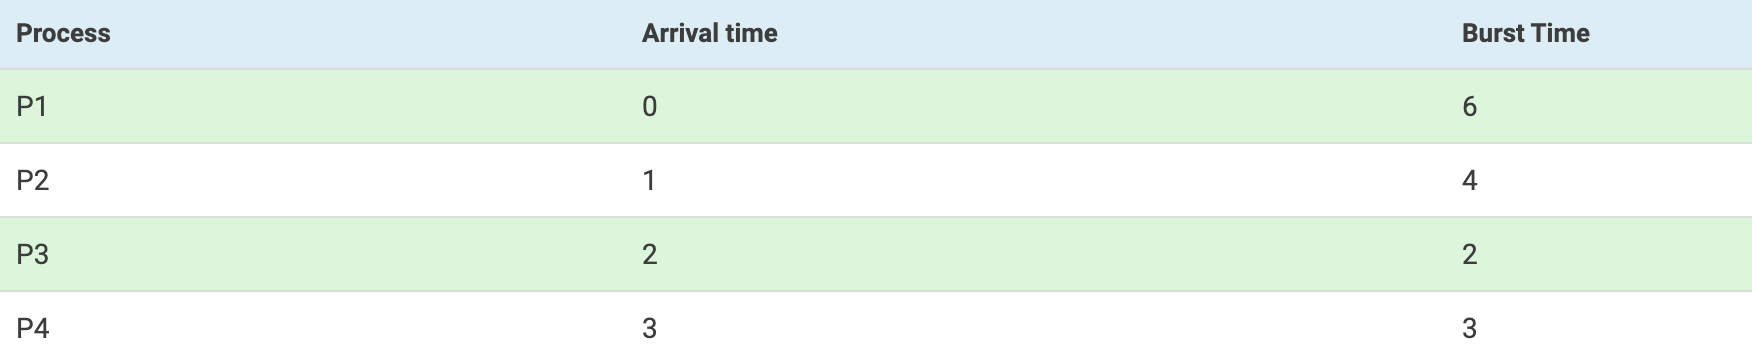 Process Arrival time Burst Time
P1 0 6
P2 1 4
P3 2 2
P4 3 3